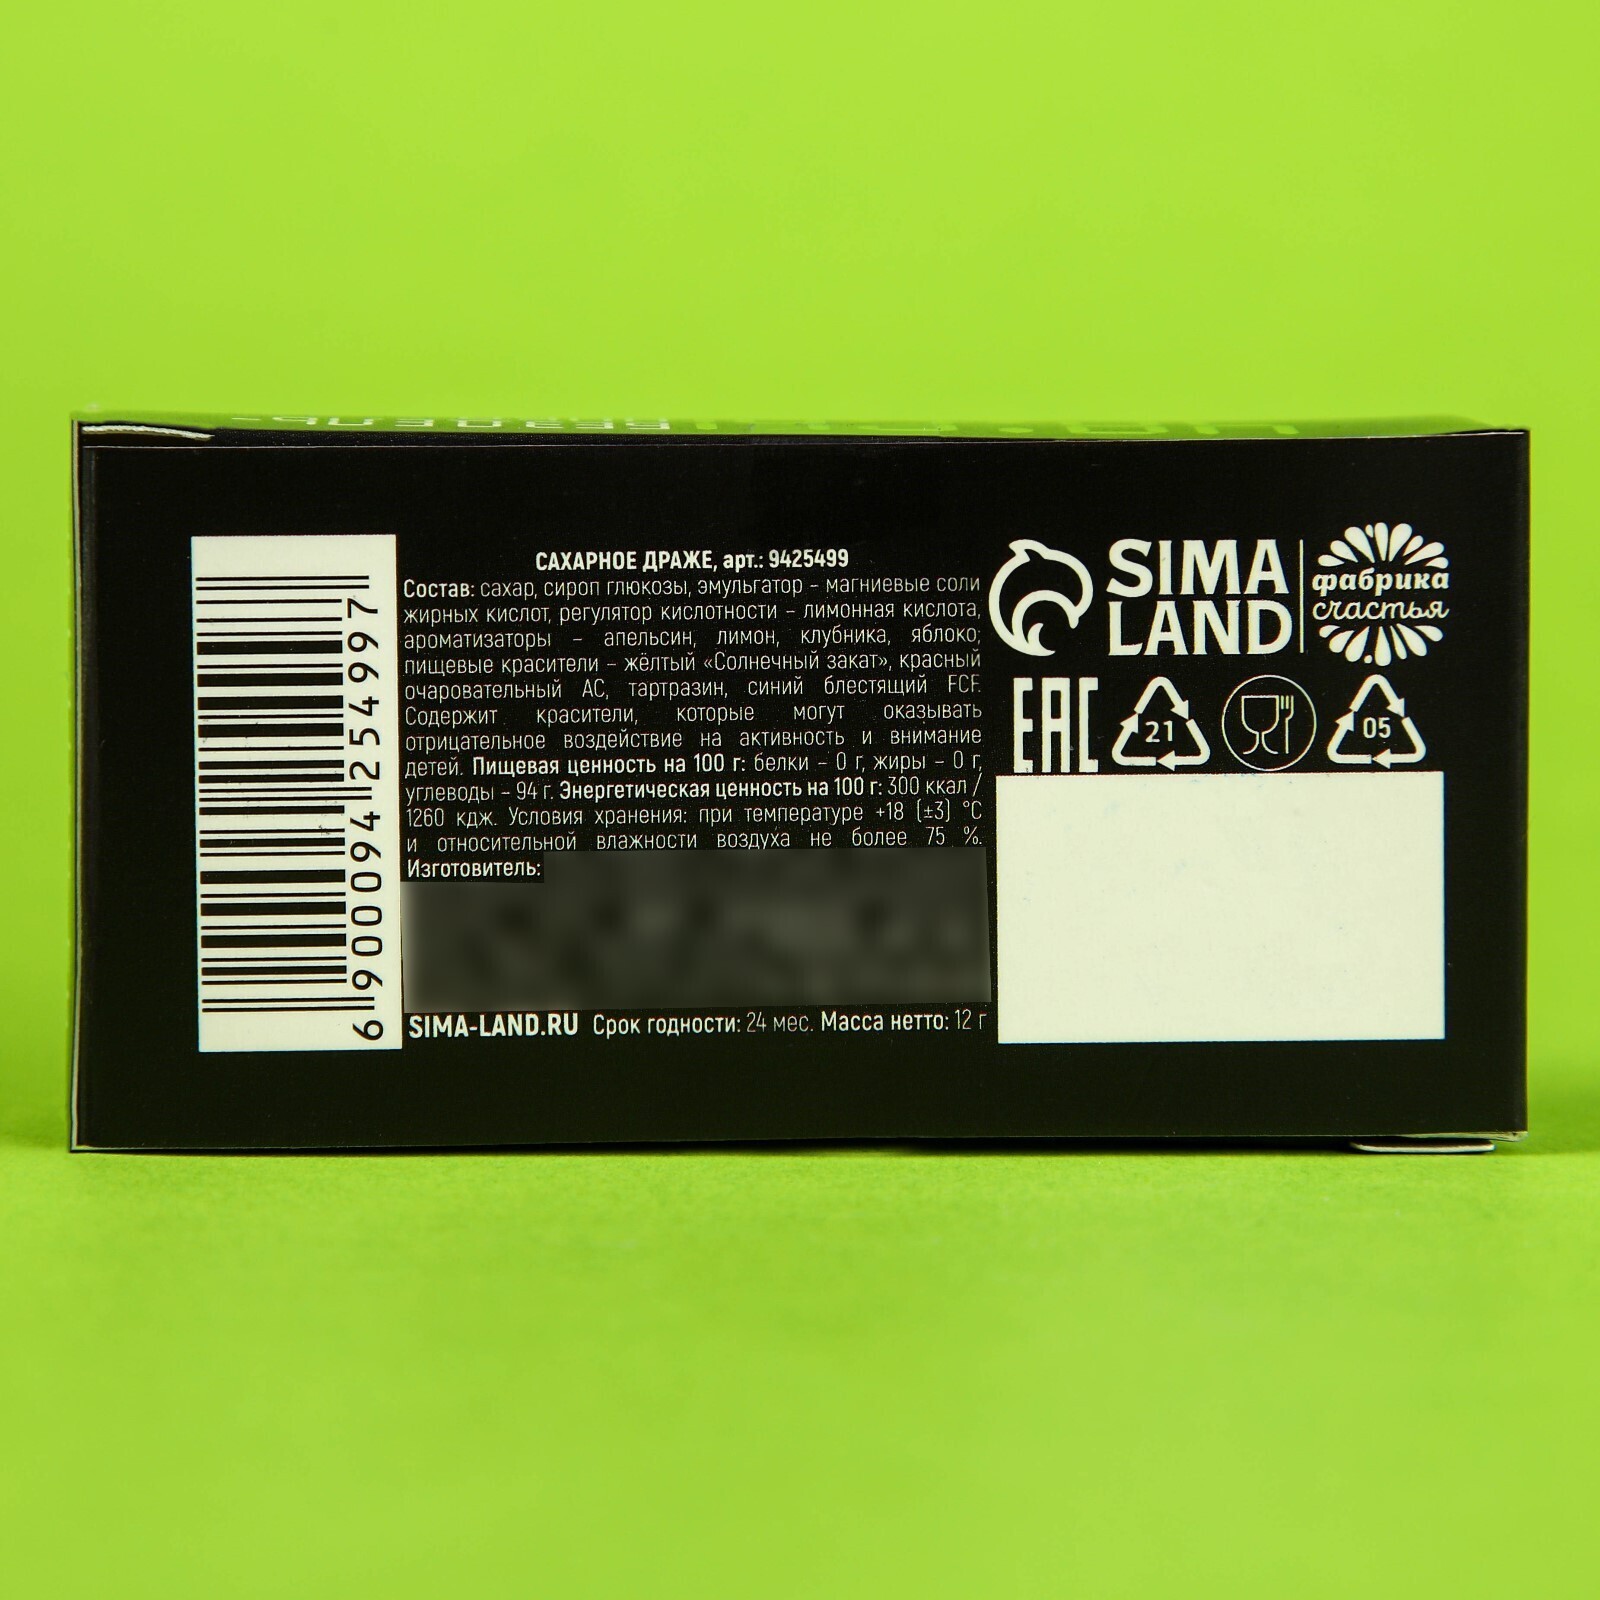 САХАРНОЕ ДРАЖЕ, арт.: 9425499
Состав: сахар, сироп глюкозы, эмульгатор – магниевые соли
жирных кислот, регулятор кислотности – лимонная кислота,
ароматизаторы – апельсин, лимон, клубника, яблоко;
пищевые красители – жёлтый «Солнечный закат», красный
очаровательный АС, тартразин, синий блестящий FCF.
Содержит красители, которые могут оказывать
отрицательное воздействие на активность и внимание
детей. Пищевая ценность на 100 г: белки – 0 г, жиры – 0 г,
углеводы – 94 г. Энергетическая ценность на 100 г: 300 ккал /
1260 кдж. Условия хранения: при температуре +18 (±3) °С
и относительной влажности воздуха не более 75 %.
Изготовитель:
SIMA-LAND.RU Срок годности: 24 мес. Масса нетто: 12 г
6 900094 254997
SIMA
LAND
фабрика
счастья
EAC
21
05